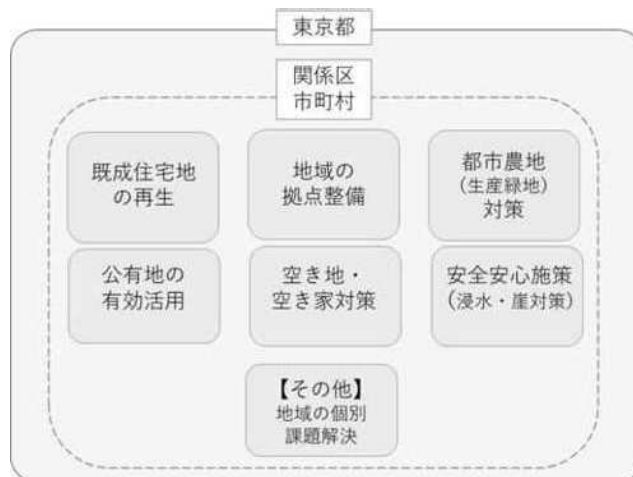 東京都
関係区
市町村
既成住宅地
の再生
地域の
拠点整備
都市農地
(生産緑地)
対策
公有地の
有効活用
空き地・
空き家対策
安全安心施策
(浸水・崖対策)
【その他】
地域の個別
課題解決